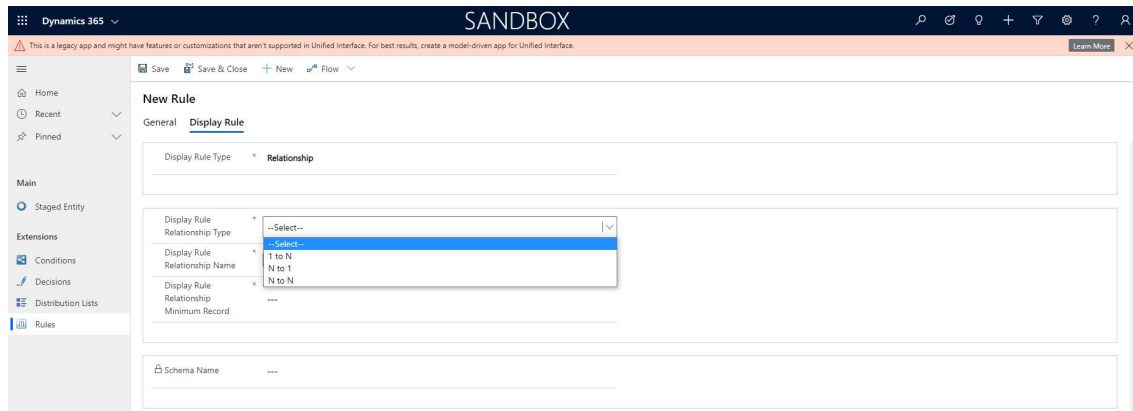 Dynamics 365
SANDBOX
This is a legacy app and might have features or customizations that aren't supported in Unified Interface. For best results, create a model-driven app for Unified Interface.
Learn More
Save
Save & Close
New
Flow
Home
Recent
Pinned
Main
Staged Entity
Extensions
Conditions
Decisions
Distribution Lists
Rules
New Rule
General
Display Rule
Display Rule Type *
Relationship
Display Rule *
Relationship Type
--Select--
--Select--
1 to N
N to 1
N to N
Display Rule *
Relationship Name
Display Rule *
Relationship
Minimum Record
---
Schema Name
---